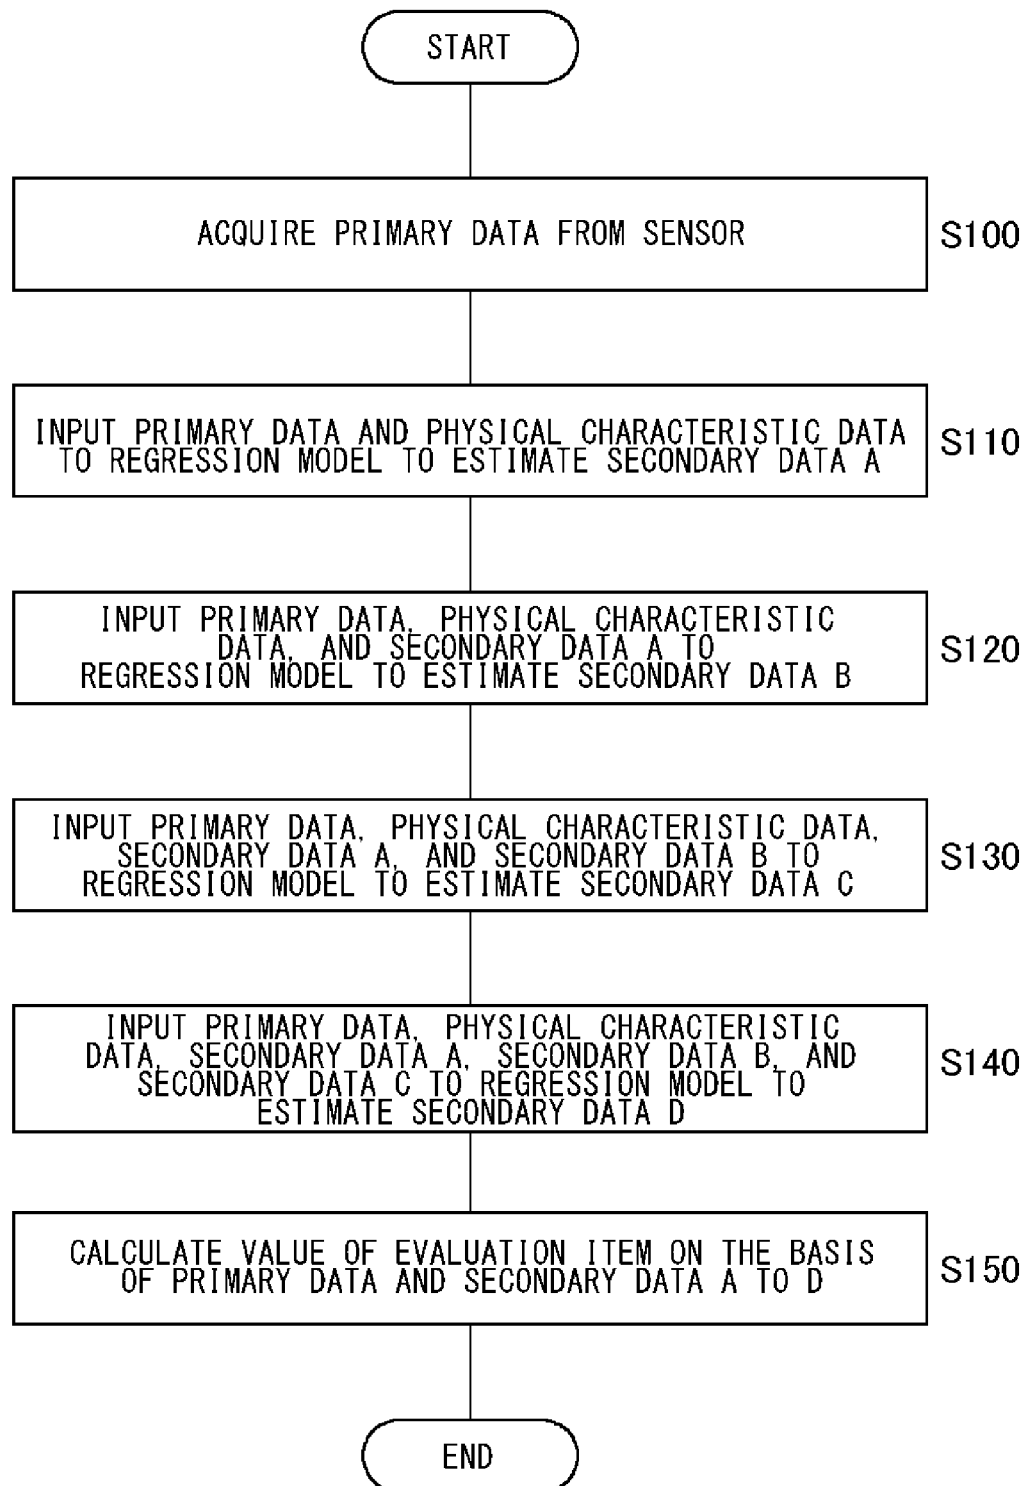 START
ACQUIRE PRIMARY DATA FROM SENSOR
S100
INPUT PRIMARY DATA AND PHYSICAL CHARACTERISTIC DATA
TO REGRESSION MODEL TO ESTIMATE SECONDARY DATA A
S110
INPUT PRIMARY DATA, PHYSICAL CHARACTERISTIC
DATA, AND SECONDARY DATA A TO
REGRESSION MODEL TO ESTIMATE SECONDARY DATA B
S120
INPUT PRIMARY DATA, PHYSICAL CHARACTERISTIC DATA,
SECONDARY DATA A, AND SECONDARY DATA B TO
REGRESSION MODEL TO ESTIMATE SECONDARY DATA C
S130
INPUT PRIMARY DATA, PHYSICAL CHARACTERISTIC
DATA, SECONDARY DATA A, SECONDARY DATA B, AND
SECONDARY DATA C TO REGRESSION MODEL TO
ESTIMATE SECONDARY DATA D
S140
CALCULATE VALUE OF EVALUATION ITEM ON THE BASIS
OF PRIMARY DATA AND SECONDARY DATA A TO D
S150
END